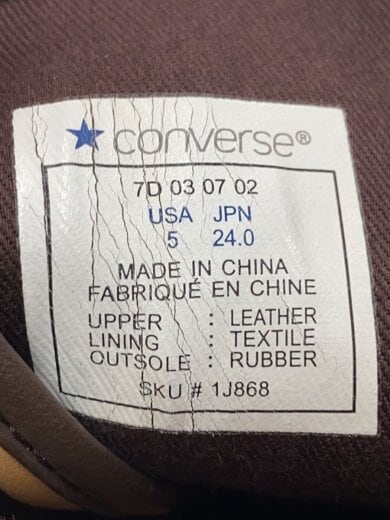 converse®
7D 03 07 02
USA JPN
5 24.0
MADE IN CHINA
FABRIQUÉ EN CHINE
UPPER : LEATHER
LINING : TEXTILE
OUTSOLE : RUBBER
SKU # 1J868